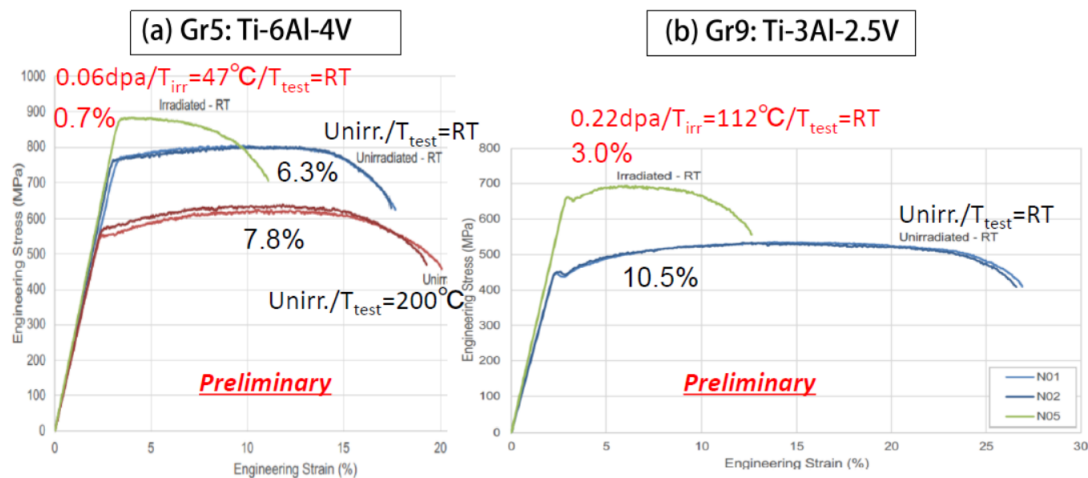 (a) Gr5: Ti-6Al-4V
0.06dpa/Tirr=47℃/Ttest=RT
Irradiated - RT
0.7%
Unirr./Ttest=RT
Unirradiated - RT
6.3%
7.8%
Unirr
Unirr./Ttest=200℃
Preliminary
Engineering Stress (MPa)
1000
900
800
700
600
500
400
300
200
100
0
0
5
10
15
20
Engineering Strain (%)
(b) Gr9: Ti-3Al-2.5V
0.22dpa/Tirr=112℃/Ttest=RT
3.0%
Irradiated - RT
Unirr./Ttest=RT
Unirradiated - RT
10.5%
Preliminary
N01
N02
N05
Engineering Stress (MPa)
800
700
600
500
400
300
200
100
0
0
5
10
15
20
25
30
Engineering Strain (%)